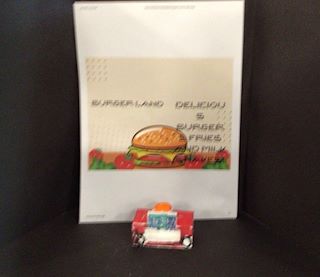 BURGER LAND
DELICIOU
S
BURGER
& FRIES
AND MILK
SHAKES!